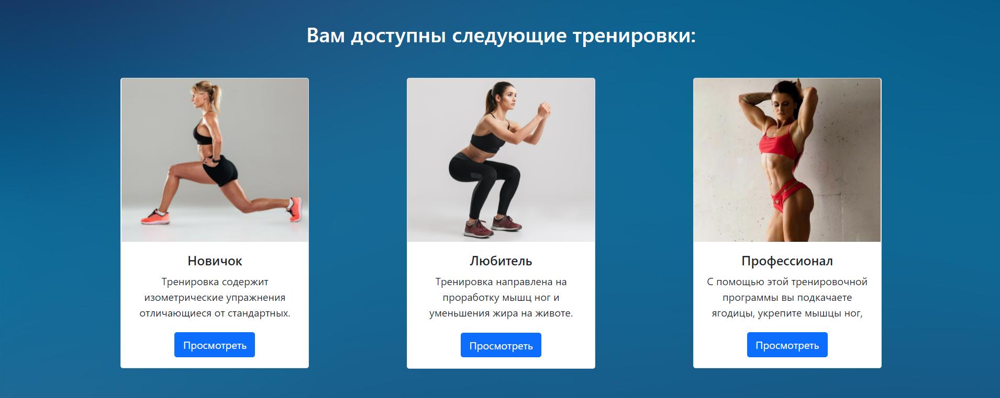 Вам доступны следующие тренировки:
Новичок
Тренировка содержит
изометрические упражнения
отличающиеся от стандартных.
Просмотреть
Любитель
Тренировка направлена на
проработку мышц ног и
уменьшения жира на животе.
Просмотреть
Профессионал
С помощью этой тренировочной
программы вы подкачаете
ягодицы, укрепите мышцы ног,
Просмотреть